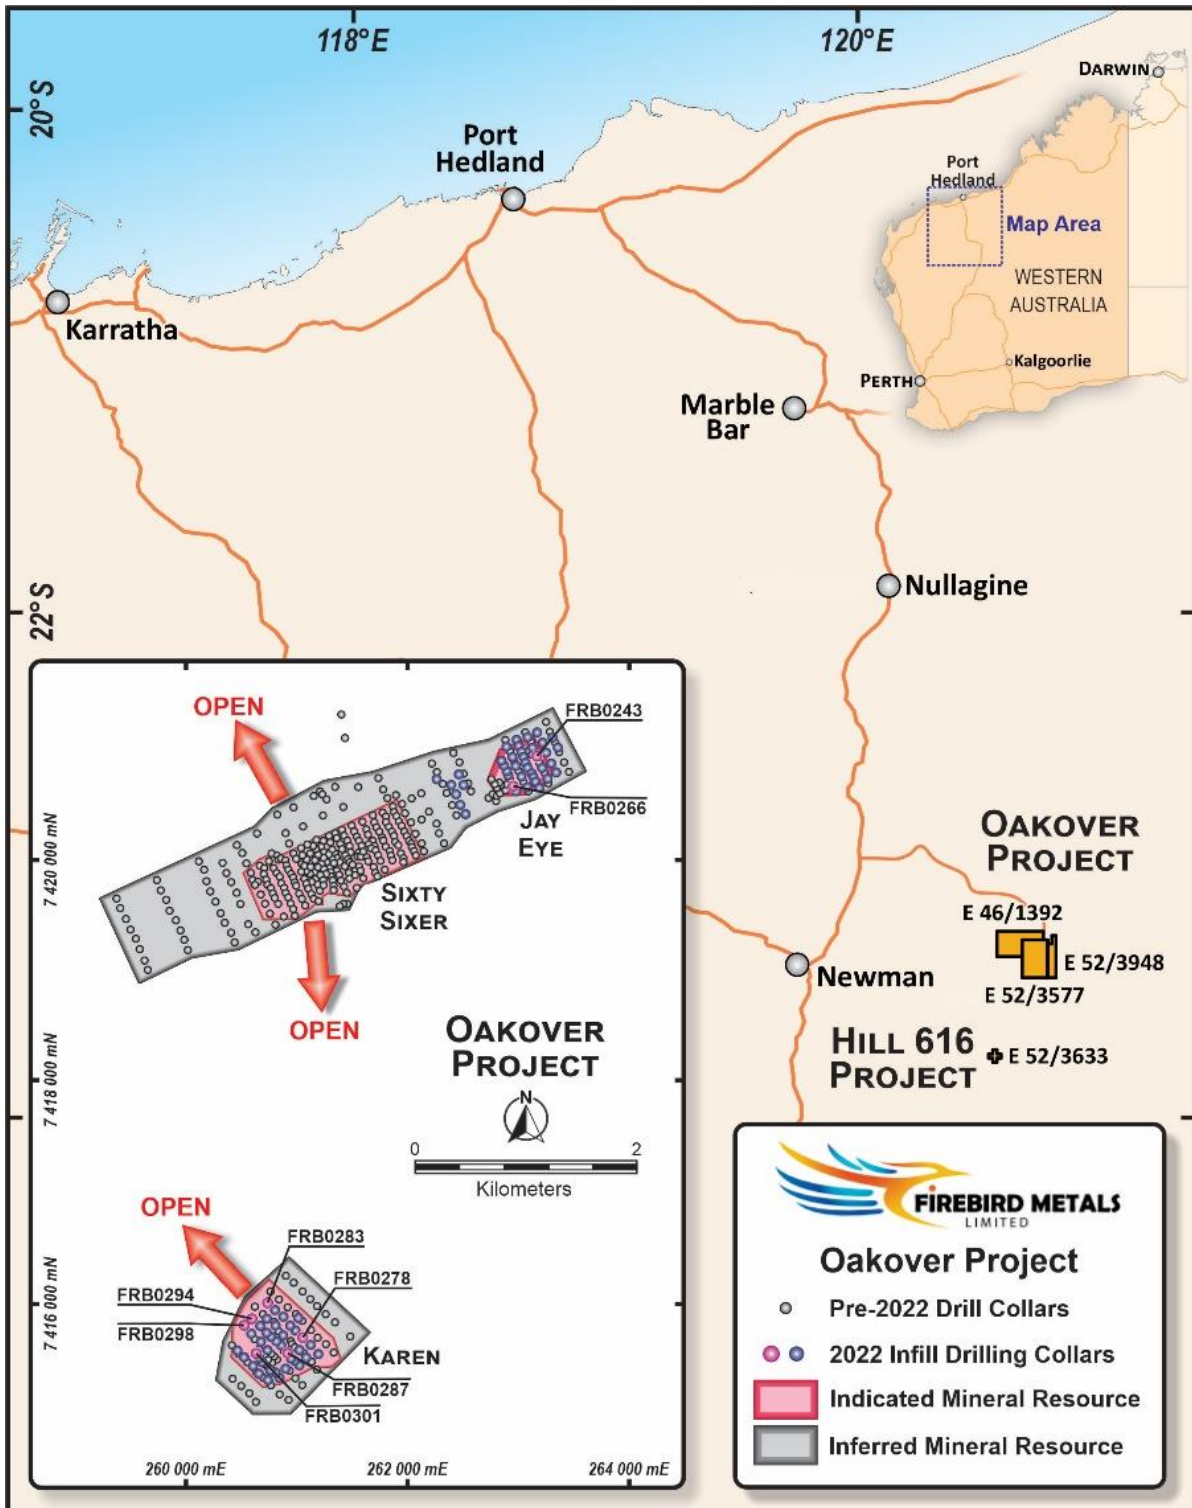 118°E
120°E
20°S
22°S
DARWIN
Port
Hedland
Port
Hedland
Map Area
WESTERN
AUSTRALIA
Kalgoorlie
PERTH
Karratha
Marble
Bar
Nullagine
OAKOVER
PROJECT
E 46/1392
E 52/3948
E 52/3577
Newman
HILL 616
PROJECT
E 52/3633
OPEN
FRB0243
FRB0266
JAY
EYE
SIXTY
SIXER
OPEN
OAKOVER
PROJECT
N
0 2
Kilometers
OPEN
FRB0283
FRB0278
FRB0294
FRB0298
KAREN
FRB0287
FRB0301
7 420 000 mN
7 418 000 mN
7 416 000 mN
260 000 mE
262 000 mE
264 000 mE
FIREBIRD METALS
LIMITED
Oakover Project
Pre-2022 Drill Collars
2022 Infill Drilling Collars
Indicated Mineral Resource
Inferred Mineral Resource